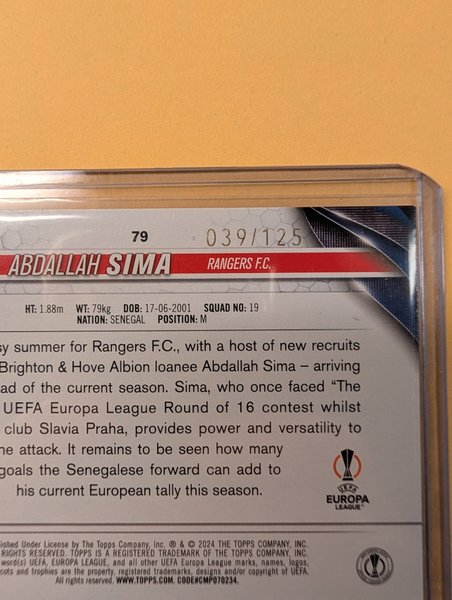 79 039/125
ABDALLAH SIMA RANGERS F.C.
HT: 1.88m WT: 79kg DOB: 17-06-2001 SQUAD NO: 19
NATION: SENEGAL POSITION: M
sy summer for Rangers F.C., with a host of new recruits
Brighton & Hove Albion loanee Abdallah Sima – arriving
ad of the current season. Sima, who once faced “The
UEFA Europa League Round of 16 contest whilst
club Slavia Praha, provides power and versatility to
he attack. It remains to be seen how many
goals the Senegalese forward can add to
his current European tally this season.
UEFA
EUROPA
LEAGUE™
lished Under License by The Topps Company, Inc. ® & © 2024 THE TOPPS COMPANY, INC.
RIGHTS RESERVED. TOPPS IS A REGISTERED TRADEMARK OF THE TOPPS COMPANY, INC.
word(s) UEFA, EUROPA LEAGUE, and all other UEFA Europa League marks, names, logos,
scots and trophies are the property, registered trademarks, designs and/or copyright of UEFA.
All rights reserved. WWW.TOPPS.COM. CODE#CMP070234.